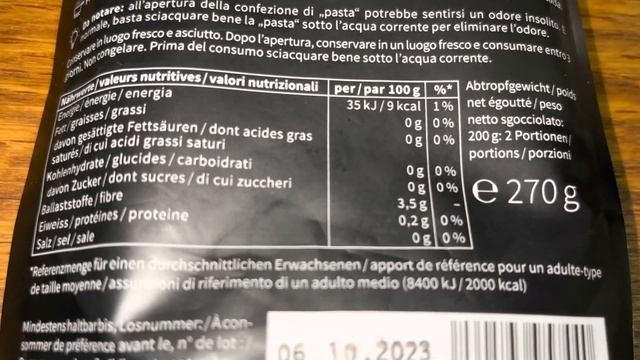 Da notare: all'apertura della confezione di „pasta“ potrebbe sentirsi un odore insolito. È
normale, basta sciacquare bene la „pasta“ sotto l'acqua corrente per eliminare l'odore.
Conservare in luogo fresco e asciutto. Dopo l'apertura, conservare in un luogo fresco e consumare entro 3
giorni. Non congelare. Prima del consumo sciacquare bene sotto l'acqua corrente.
Nährwerte/valeurs nutritives/valori nutrizionali per/par 100 g %*
Energie/énergie/energia 35 kJ/9 kcal 1%
Fett/graisses/grassi 0 g 0%
davon gesättigte Fettsäuren/dont acides gras 0 g 0%
saturés/di cui acidi grassi saturi
Kohlenhydrate/glucides/carboidrati 0 g 0%
davon Zucker/dont sucres/di cui zuccheri 0 g 0%
Ballaststoffe/fibre 3,5 g -
Eiweiss/protéines/proteine 0,2 g 0%
Salz/sel/sale 0 g 0%
Abtropfgewicht/poids
net égoutté/peso
netto sgocciolato:
200 g: 2 Portionen/
portions/porzioni
e 270 g
*Referenzmenge für einen durchschnittlichen Erwachsenen/apport de référence pour un adulte-type
de taille moyenne/assunzioni di riferimento di un adulto medio (8400 kJ/2000 kcal)
Mindestens haltbar bis, Losnummer:/À con-
sommer de préférence avant le, n° de lot:/
06 10.2023